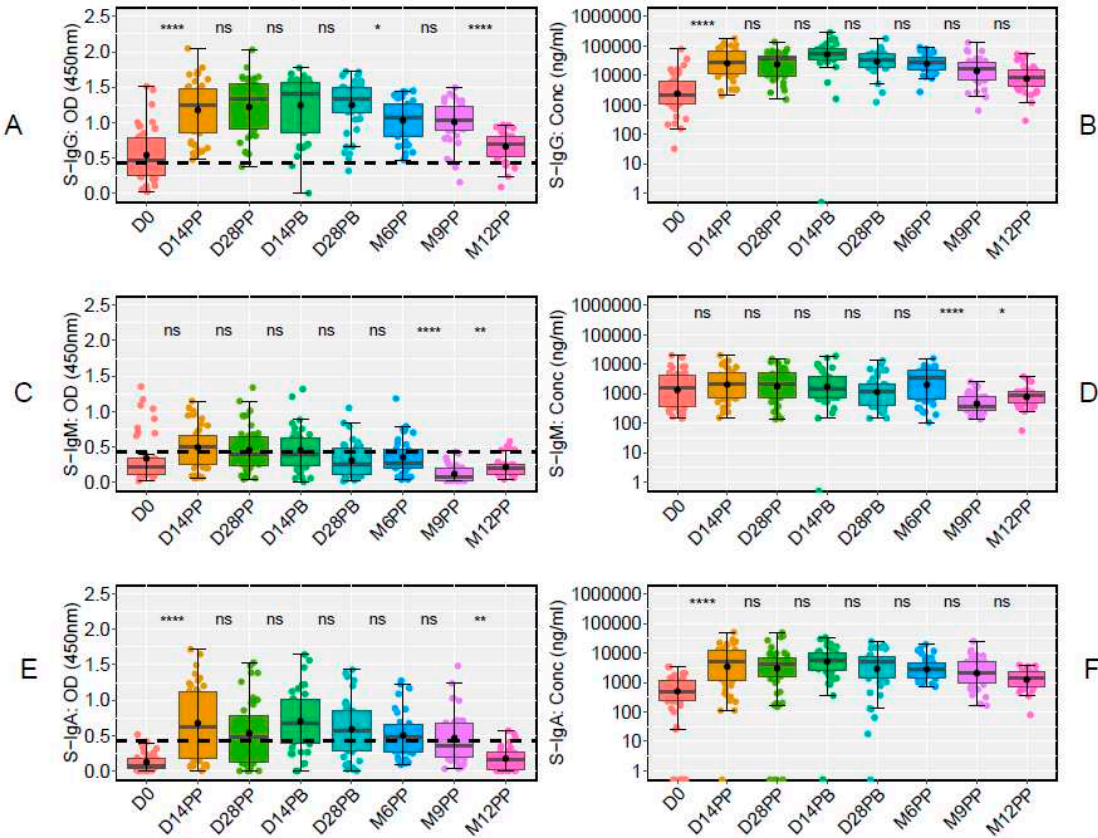 A
S-IgG: OD (450nm)
2.5
2.0
1.5
1.0
0.5
0.0
**** ns ns ns * ns ****
D0 D14PP D28PP D14PB D28PB M6PP M9PP M12PP
B
S-IgG: Conc (ng/ml)
1000000
100000
10000
1000
100
10
1
**** ns ns ns ns ns ns
D0 D14PP D28PP D14PB D28PB M6PP M9PP M12PP
C
S-IgM: OD (450nm)
2.5
2.0
1.5
1.0
0.5
0.0
ns ns ns ns ns **** **
D0 D14PP D28PP D14PB D28PB M6PP M9PP M12PP
D
S-IgM: Conc (ng/ml)
1000000
100000
10000
1000
100
10
1
ns ns ns ns ns **** *
D0 D14PP D28PP D14PB D28PB M6PP M9PP M12PP
E
S-IgA: OD (450nm)
2.5
2.0
1.5
1.0
0.5
0.0
**** ns ns ns ns ns **
D0 D14PP D28PP D14PB D28PB M6PP M9PP M12PP
F
S-IgA: Conc (ng/ml)
1000000
100000
10000
1000
100
10
1
**** ns ns ns ns ns ns
D0 D14PP D28PP D14PB D28PB M6PP M9PP M12PP